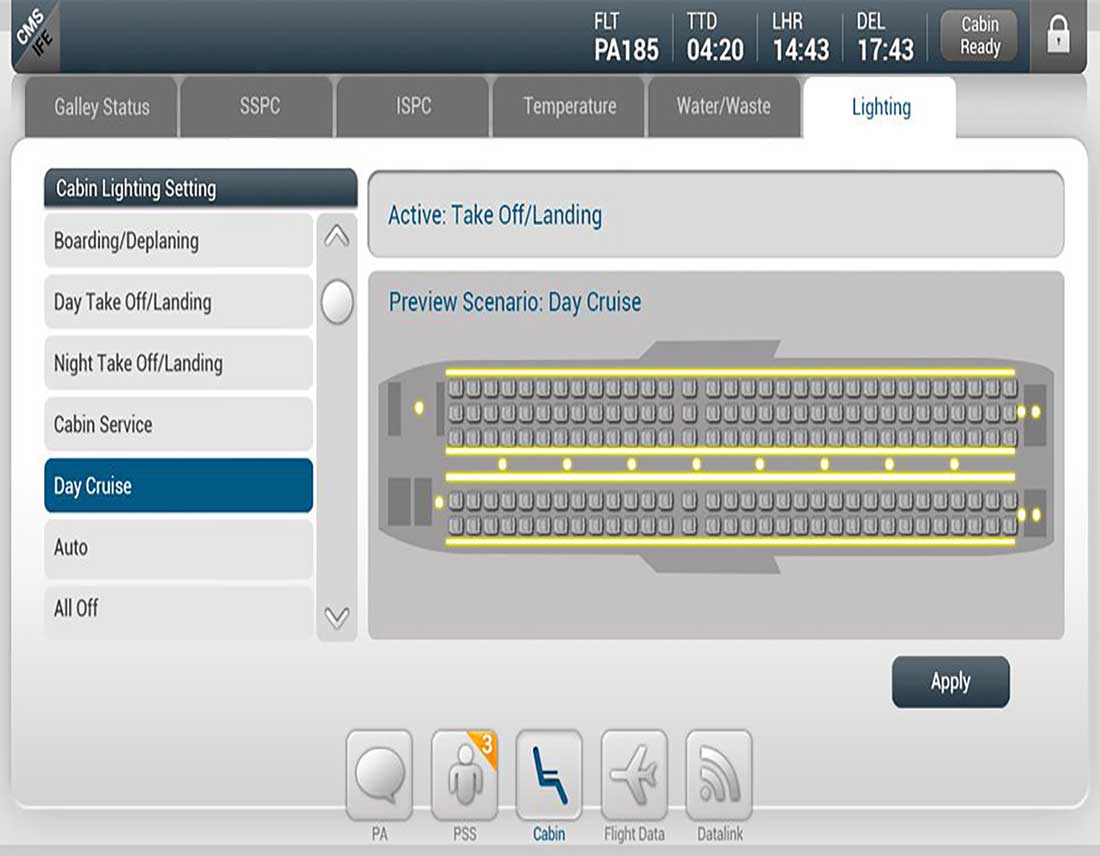 CMS
IFE
FLT TTD LHR DEL
PA185 04:20 14:43 17:43
Cabin
Ready
Galley Status SSPC ISPC Temperature Water/Waste Lighting
Cabin Lighting Setting
Boarding/Deplaning
Day Take Off/Landing
Night Take Off/Landing
Cabin Service
Day Cruise
Auto
All Off
Active: Take Off/Landing
Preview Scenario: Day Cruise
Apply
3
PA PSS Cabin Flight Data Datalink